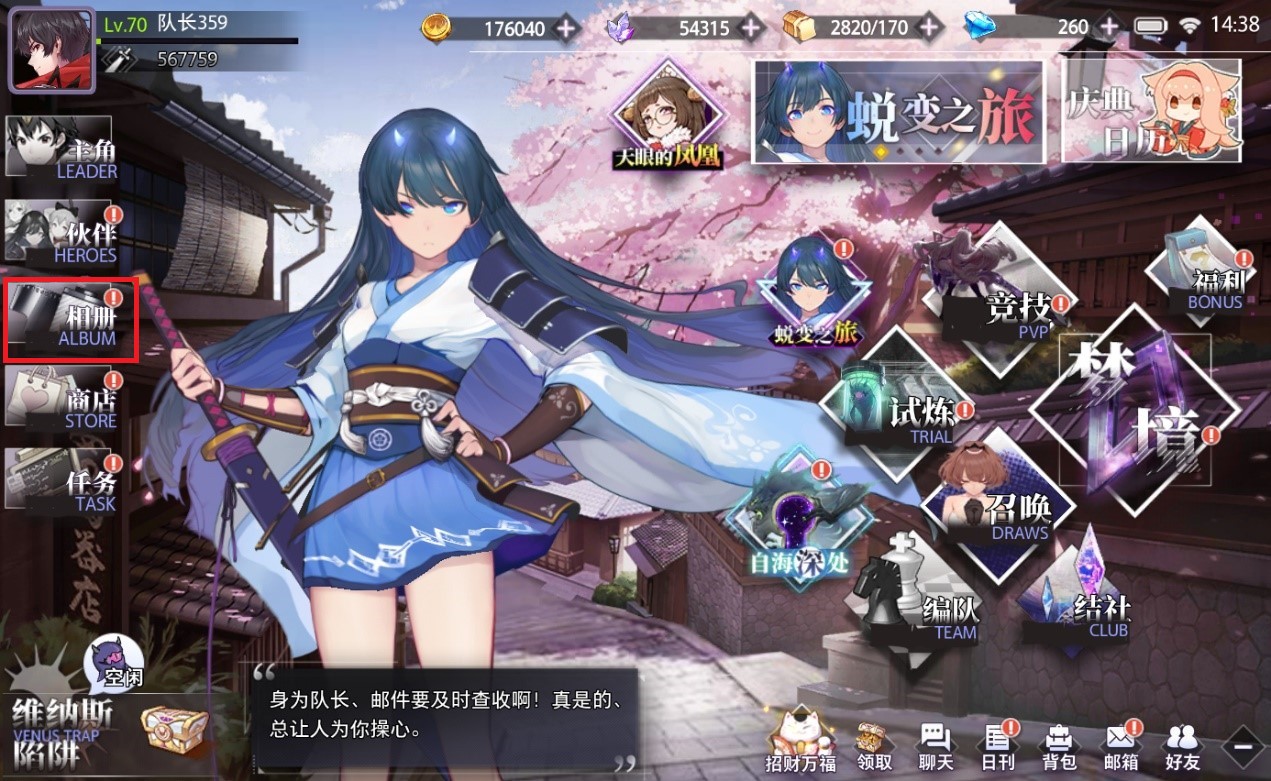 Lv.70 队长359
567759
176040
54315
2820/170
260
14:38
主角
LEADER
伙伴
HEROES
相册
ALBUM
商店
STORE
任务
TASK
天眼的凤凰
蜕变之旅
庆典
日历
蜕变之旅
竞技
PVP
福利
BONUS
试炼
TRIAL
梦境
召唤
DRAWS
自海深处
编队
TEAM
结社
CLUB
空闲
维纳斯
VENUS TRAP
陷阱
身为队长、邮件要及时查收啊！真是的、
总让人为你操心。
招财万福
领取
聊天
日刊
背包
邮箱
好友